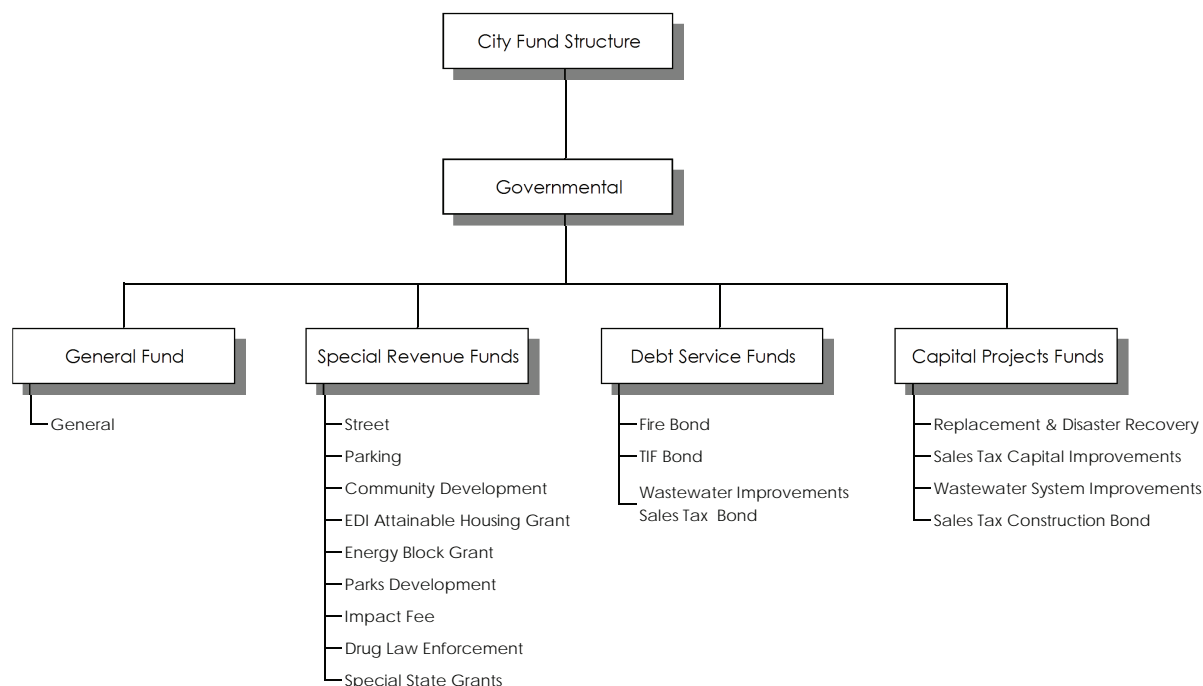 City Fund Structure
Governmental
General Fund
General
Special Revenue Funds
Street
Parking
Community Development
EDI Attainable Housing Grant
Energy Block Grant
Parks Development
Impact Fee
Drug Law Enforcement
Special State Grants
Debt Service Funds
Fire Bond
TIF Bond
Wastewater Improvements
Sales Tax Bond
Capital Projects Funds
Replacement & Disaster Recovery
Sales Tax Capital Improvements
Wastewater System Improvements
Sales Tax Construction Bond